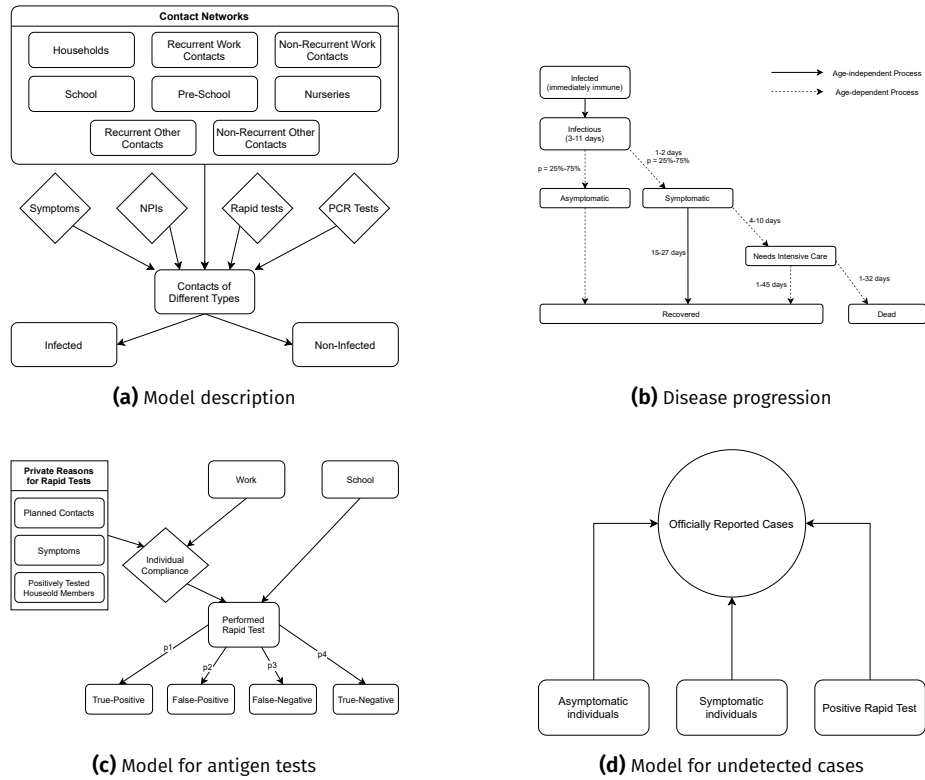 Contact Networks
Households
Recurrent Work
Contacts
Non-Recurrent Work
Contacts
School
Pre-School
Nurseries
Recurrent Other
Contacts
Non-Recurrent Other
Contacts
Symptoms
NPIs
Rapid tests
PCR Tests
Contacts of
Different Types
Infected
Non-Infected
(a) Model description
Infected
(immediately immune)
Age-independent Process
Age-dependent Process
Infectious
(3-11 days)
1-2 days
p = 25%-75%
p = 25%-75%
Asymptomatic
Symptomatic
4-10 days
15-27 days
Needs Intensive Care
1-45 days
1-32 days
Recovered
Dead
(b) Disease progression
Private Reasons
for Rapid Tests
Planned Contacts
Symptoms
Positively Tested
Houseold Members
Work
School
Individual
Compliance
Performed
Rapid Test
p1
p2
p3
p4
True-Positive
False-Positive
False-Negative
True-Negative
(c) Model for antigen tests
Officially Reported Cases
Asymptomatic
individuals
Symptomatic
individuals
Positive Rapid Test
(d) Model for undetected cases